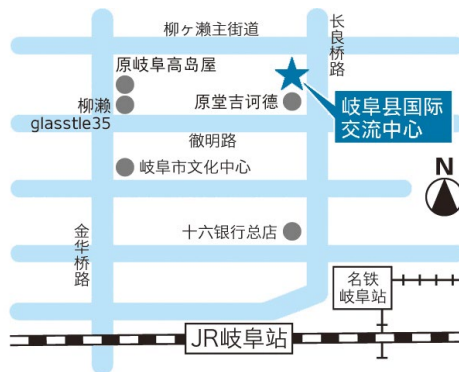 柳ヶ瀬主街道
长良桥路
原岐阜高岛屋
柳濑
glasstle35
原堂吉诃德
岐阜县国际
交流中心
徹明路
岐阜市文化中心
N
金华桥路
十六银行总店
名铁
岐阜站
JR岐阜站